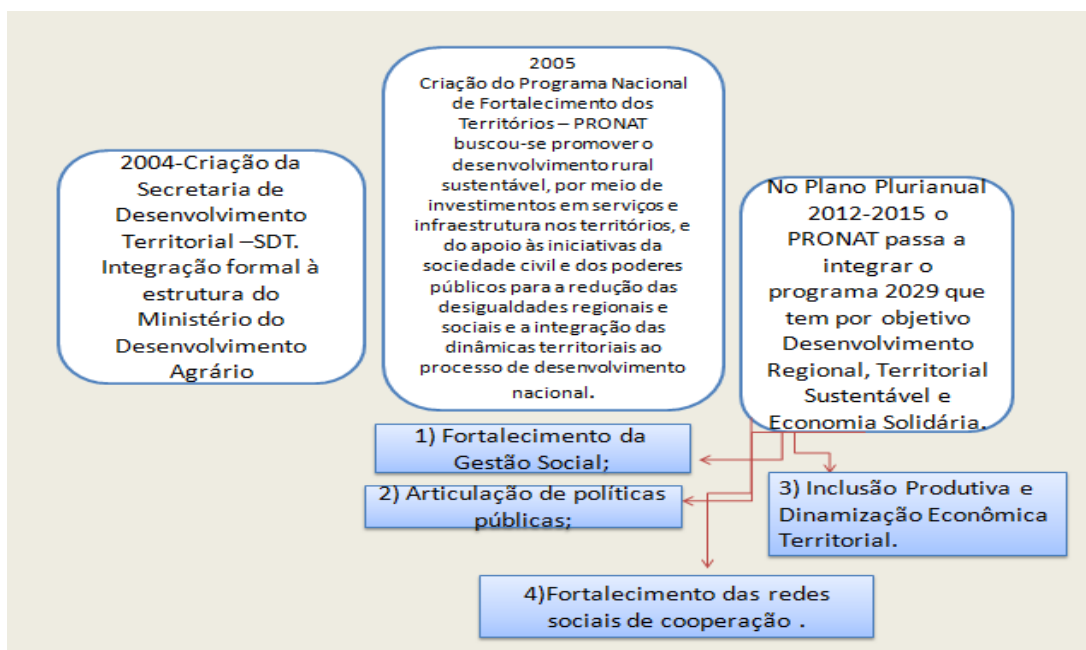 2004-Criação da
Secretaria de
Desenvolvimento
Territorial –SDT.
Integração formal à
estrutura do
Ministério do
Desenvolvimento
Agrário
2005
Criação do Programa Nacional
de Fortalecimento dos
Territórios – PRONAT
buscou-se promover o
desenvolvimento rural
sustentável, por meio de
investimentos em serviços e
infraestrutura nos territórios, e
do apoio às iniciativas da
sociedade civil e dos poderes
públicos para a redução das
desigualdades regionais e
sociais e a integração das
dinâmicas territoriais ao
processo de desenvolvimento
nacional.
No Plano Plurianual
2012-2015 o
PRONAT passa a
integrar o
programa 2029 que
tem por objetivo
Desenvolvimento
Regional, Territorial
Sustentável e
Economia Solidária.
1) Fortalecimento da
Gestão Social;
2) Articulação de políticas
públicas;
3) Inclusão Produtiva e
Dinamização Econômica
Territorial.
4)Fortalecimento das redes
sociais de cooperação .